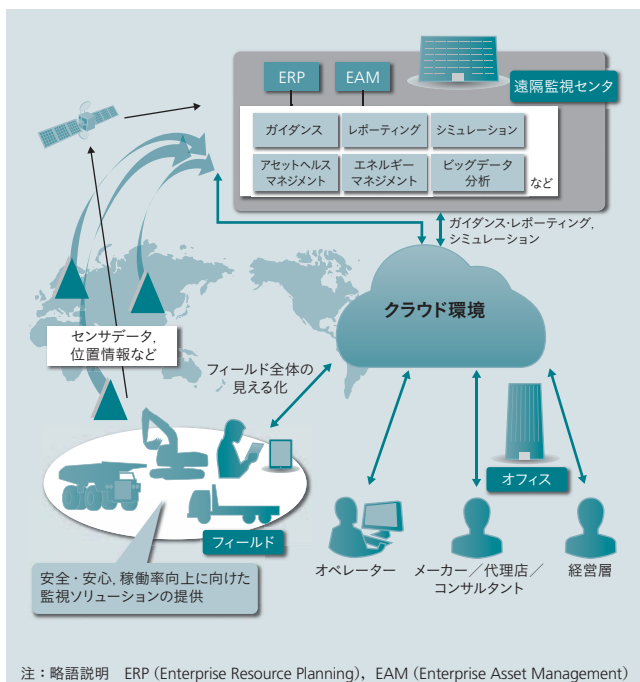 ERP
EAM
遠隔監視センタ
ガイダンス
レポーティング
シミュレーション
アセットヘルス
マネジメント
エネルギー
マネジメント
ビッグデータ
分析
など
ガイダンス・レポーティング,
シミュレーション
クラウド環境
センサデータ,
位置情報など
フィールド全体の
見える化
オフィス
フィールド
オペレーター
メーカー／代理店／
コンサルタント
経営層
安全・安心, 稼働率向上に向けた
監視ソリューションの提供
注：略語説明　ERP（Enterprise Resource Planning），EAM（Enterprise Asset Management）